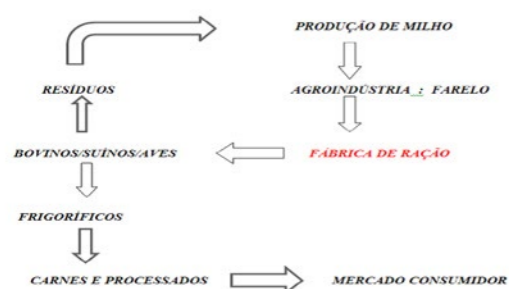 PRODUÇÃO DE MILHO
RESÍDUOS
AGROINDÚSTRIA : FARELO
BOVINOS/SUÍNOS/AVES
FÁBRICA DE RAÇÃO
FRIGORÍFICOS
CARNES E PROCESSADOS
MERCADO CONSUMIDOR